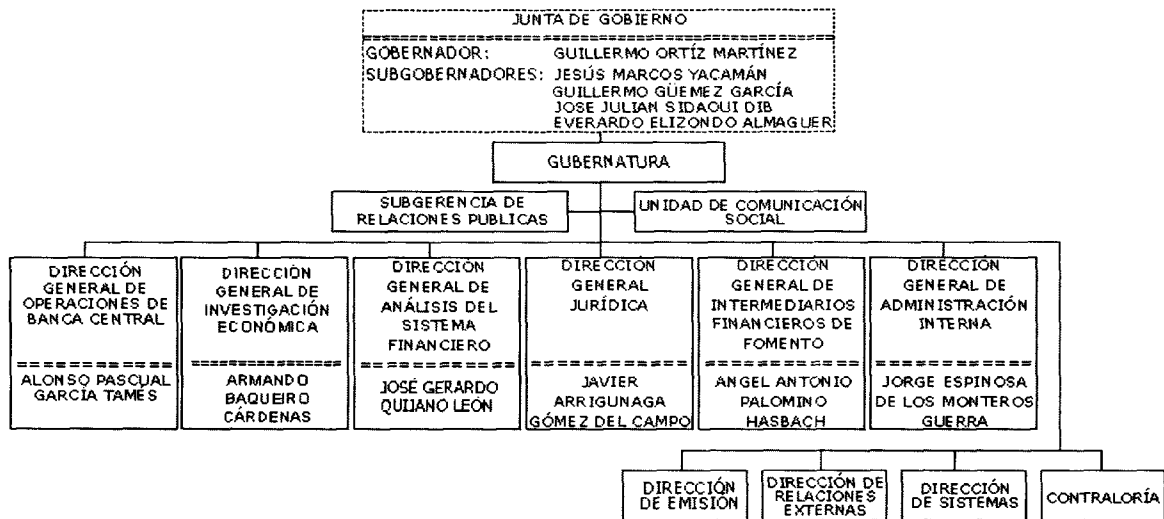 JUNTA DE GOBIERNO
GOBERNADOR: GUILLERMO ORTÍZ MARTÍNEZ
SUBGOBERNADORES: JESÚS MARCOS YACAMÁN
GUILLERMO GÜEMEZ GARCÍA
JOSE JULIAN SIDAOUI DIB
EVERARDO ELIZONDO ALMAGUER
GUBERNATURA
SUBGERENCIA DE
RELACIONES PUBLICAS
UNIDAD DE COMUNICACIÓN
SOCIAL
DIRECCIÓN
GENERAL DE
OPERACIONES DE
BANCA CENTRAL
ALONSO PASCUAL
GARCÍA TAMÉS
DIRECCIÓN
GENERAL DE
INVESTIGACIÓN
ECONÓMICA
ARMANDO
BAQUEIRO
CÁRDENAS
DIRECCIÓN
GENERAL DE
ANÁLISIS DEL
SISTEMA
FINANCIERO
JOSÉ GERARDO
QUIJANO LEÓN
DIRECCIÓN
GENERAL
JURÍDICA
JAVIER
ARRIGUNAGA
GÓMEZ DEL CAMPO
DIRECCIÓN
GENERAL DE
INTERMEDIARIOS
FINANCIEROS DE
FOMENTO
ANGEL ANTONIO
PALOMINO
HASBACH
DIRECCIÓN
GENERAL DE
ADMINISTRACIÓN
INTERNA
JORGE ESPINOSA
DE LOS MONTEROS
GUERRA
DIRECCIÓN
DE EMISIÓN
DIRECCIÓN DE
RELACIONES
EXTERNAS
DIRECCIÓN
DE SISTEMAS
CONTRALORÍA